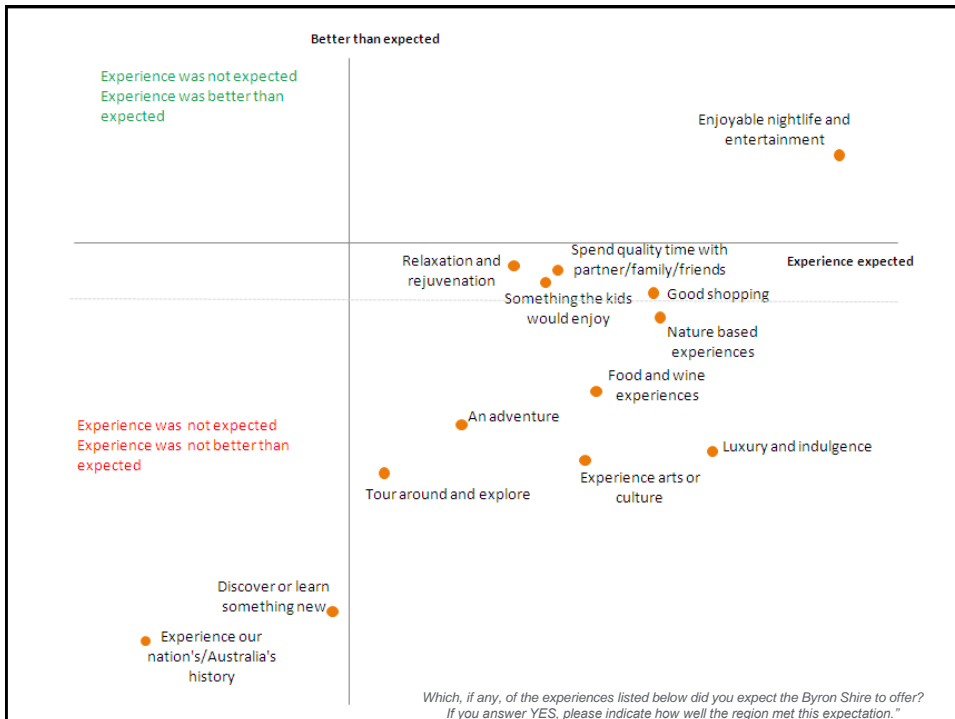 Better than expected
Experience was not expected
Experience was better than
expected
Enjoyable nightlife and
entertainment
Experience expected
Relaxation and
rejuvenation
Spend quality time with
partner/family/friends
Something the kids
would enjoy
Good shopping
Nature based
experiences
Food and wine
experiences
An adventure
Experience was not expected
Experience was not better than
expected
Luxury and indulgence
Experience arts or
culture
Tour around and explore
Discover or learn
something new
Experience our
nation's/Australia's
history
Which, if any, of the experiences listed below did you expect the Byron Shire to offer?
If you answer YES, please indicate how well the region met this expectation."